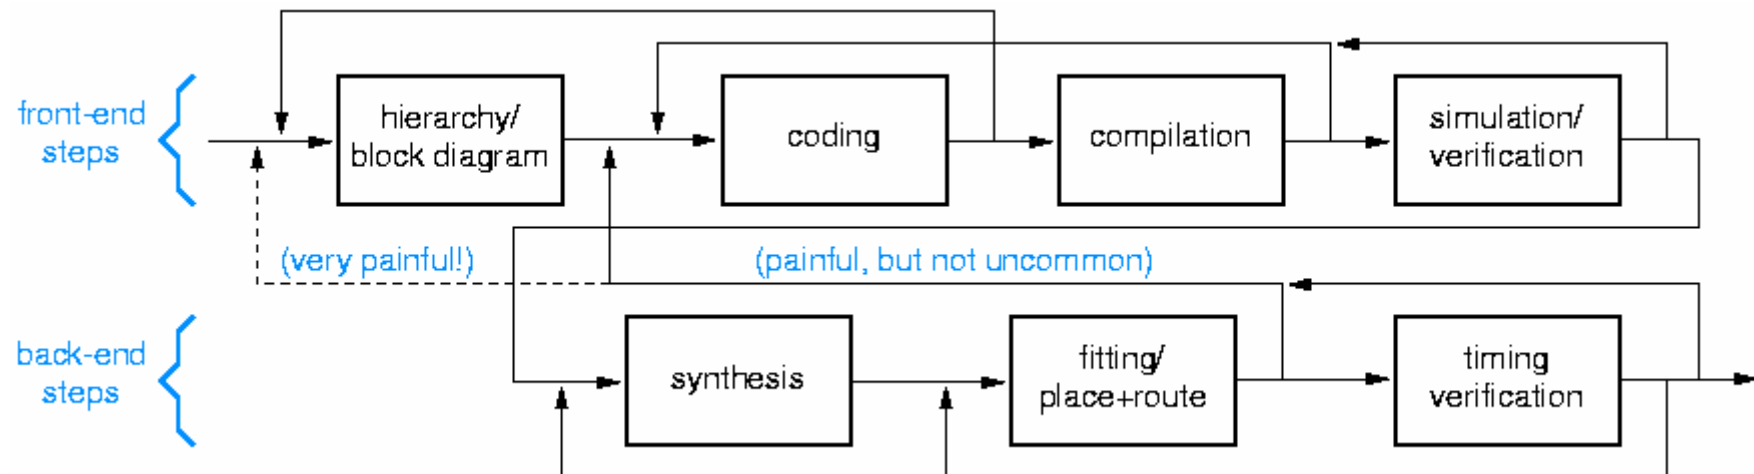 front-end
steps
hierarchy/
block diagram
coding
compilation
simulation/
verification
(very painful!)
(painful, but not uncommon)
back-end
steps
synthesis
fitting/
place+route
timing
verification